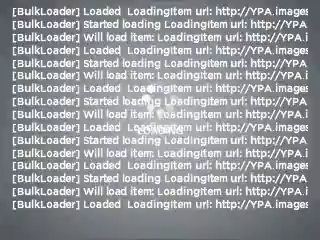 [BulkLoader] Loaded LoadingItem url: http://YPA.images
[BulkLoader] Started loading LoadingItem url: http://YPA
[BulkLoader] Will load item: LoadingItem url: http://YPA.i
[BulkLoader] Loaded LoadingItem url: http://YPA.images
[BulkLoader] Started loading LoadingItem url: http://YPA
[BulkLoader] Will load item: LoadingItem url: http://YPA.i
[BulkLoader] Loaded LoadingItem url: http://YPA.images
[BulkLoader] Started loading LoadingItem url: http://YPA
[BulkLoader] Will load item: LoadingItem url: http://YPA.i
[BulkLoader] Loaded LoadingItem url: http://YPA.images
LOADING
[BulkLoader] Started loading LoadingItem url: http://YPA
[BulkLoader] Will load item: LoadingItem url: http://YPA.i
[BulkLoader] Loaded LoadingItem url: http://YPA.images
[BulkLoader] Started loading LoadingItem url: http://YPA
[BulkLoader] Will load item: LoadingItem url: http://YPA.i
[BulkLoader] Loaded LoadingItem url: http://YPA.images